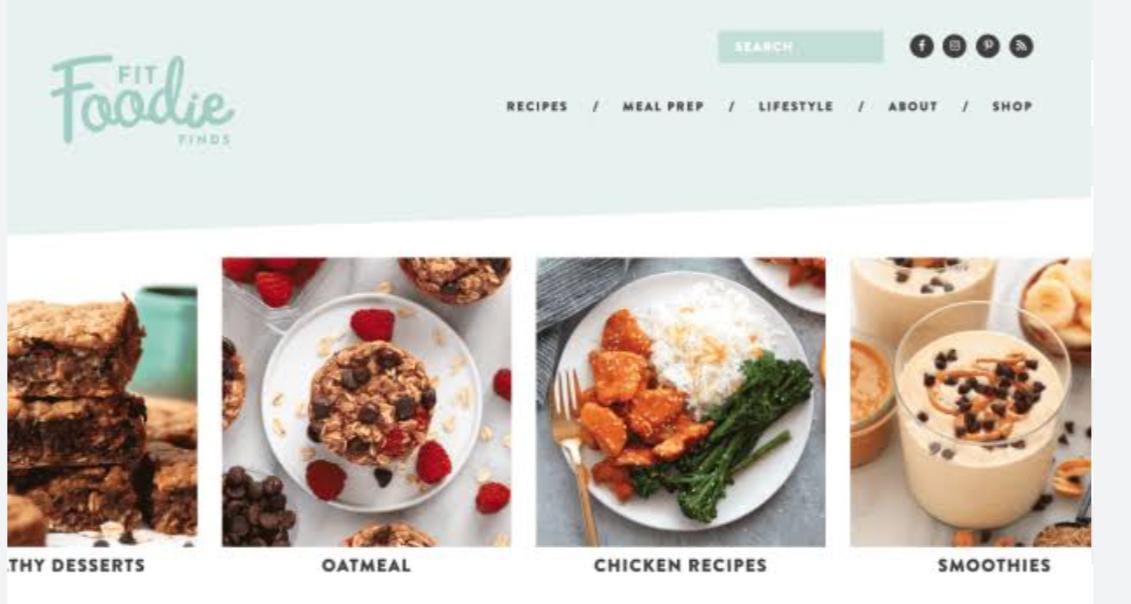 SEARCH
FIT
Foodie
FINDS
RECIPES / MEAL PREP / LIFESTYLE / ABOUT / SHOP
THY DESSERTS
OATMEAL
CHICKEN RECIPES
SMOOTHIES